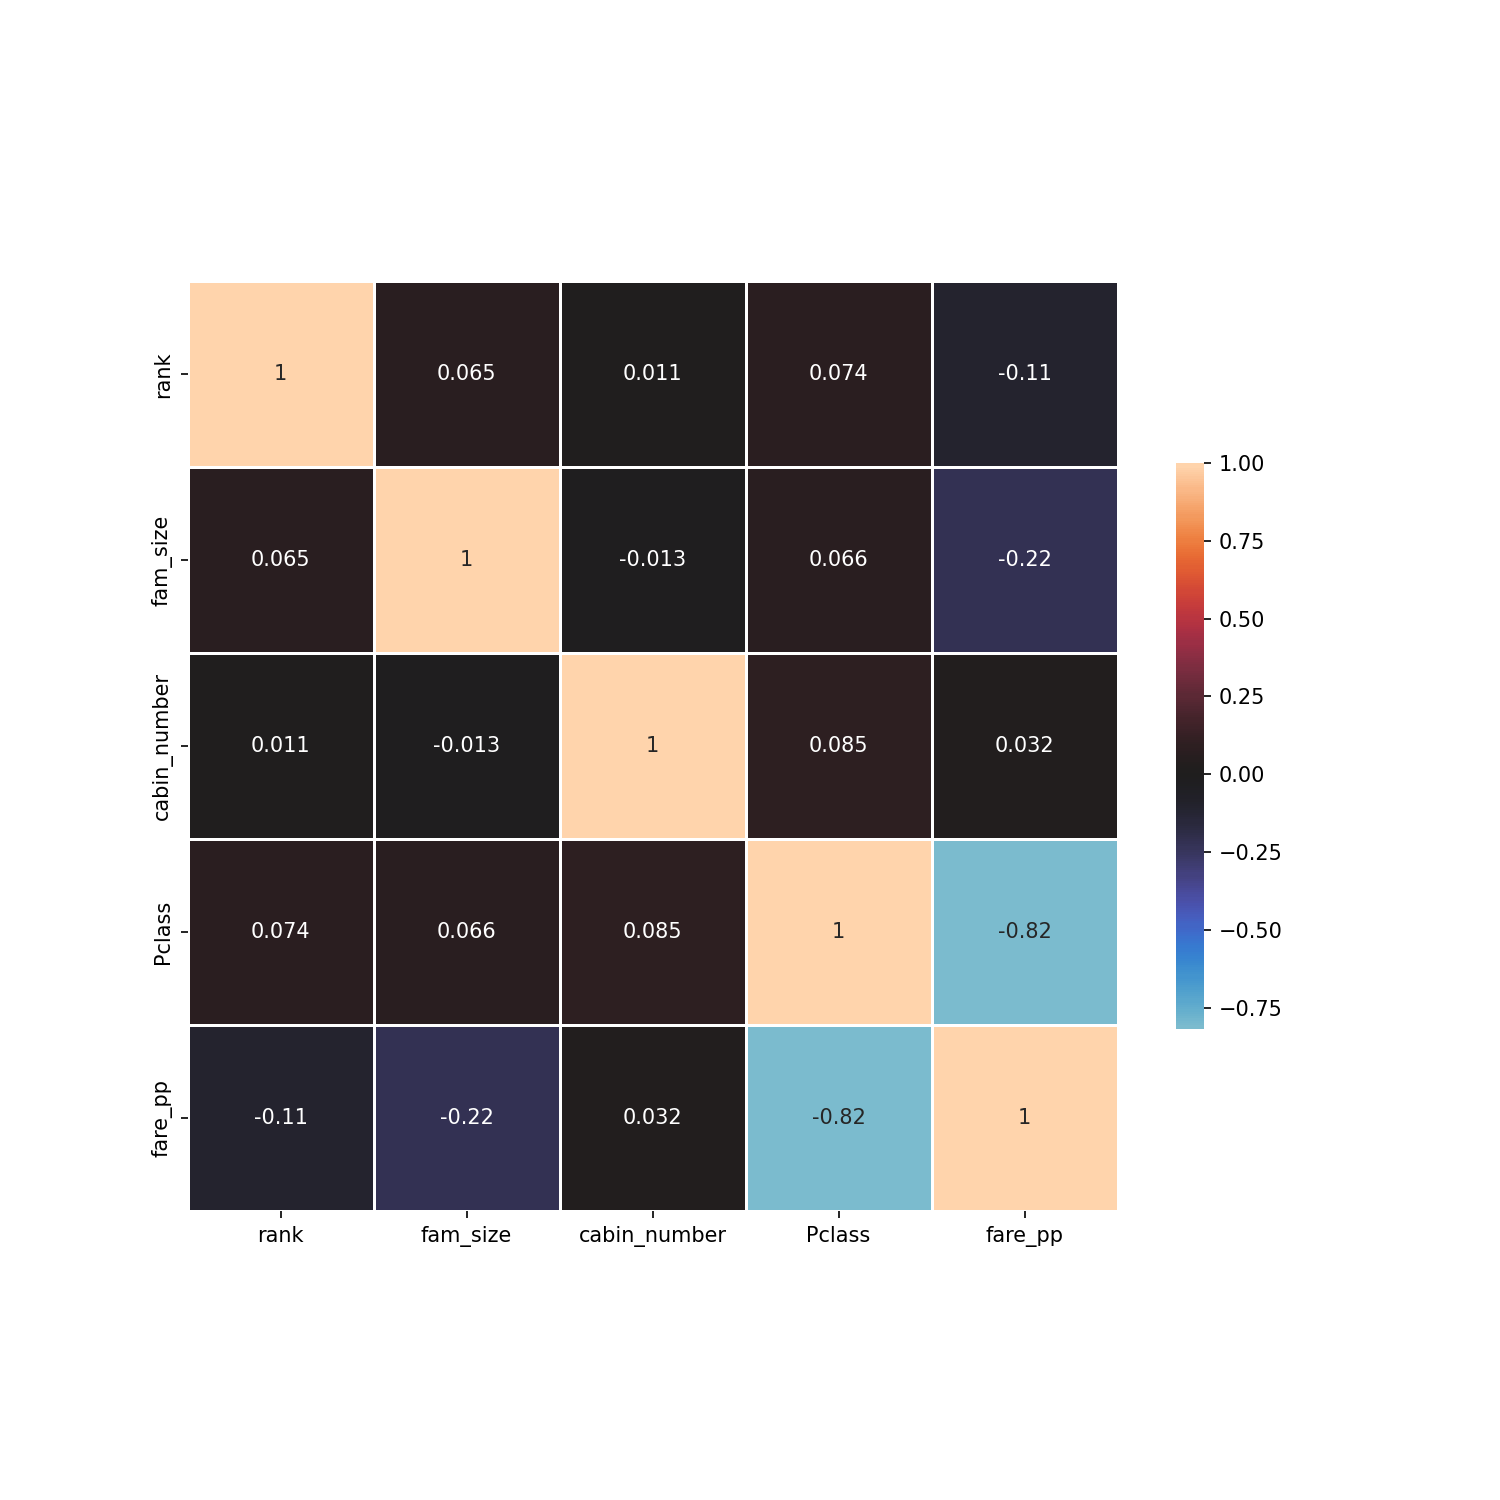 rank 1 0.065 0.011 0.074 -0.11
fam_size 0.065 1 -0.013 0.066 -0.22
cabin_number 0.011 -0.013 1 0.085 0.032
Pclass 0.074 0.066 0.085 1 -0.82
fare_pp -0.11 -0.22 0.032 -0.82 1
rank fam_size cabin_number Pclass fare_pp
1.00
0.75
0.50
0.25
0.00
−0.25
−0.50
−0.75